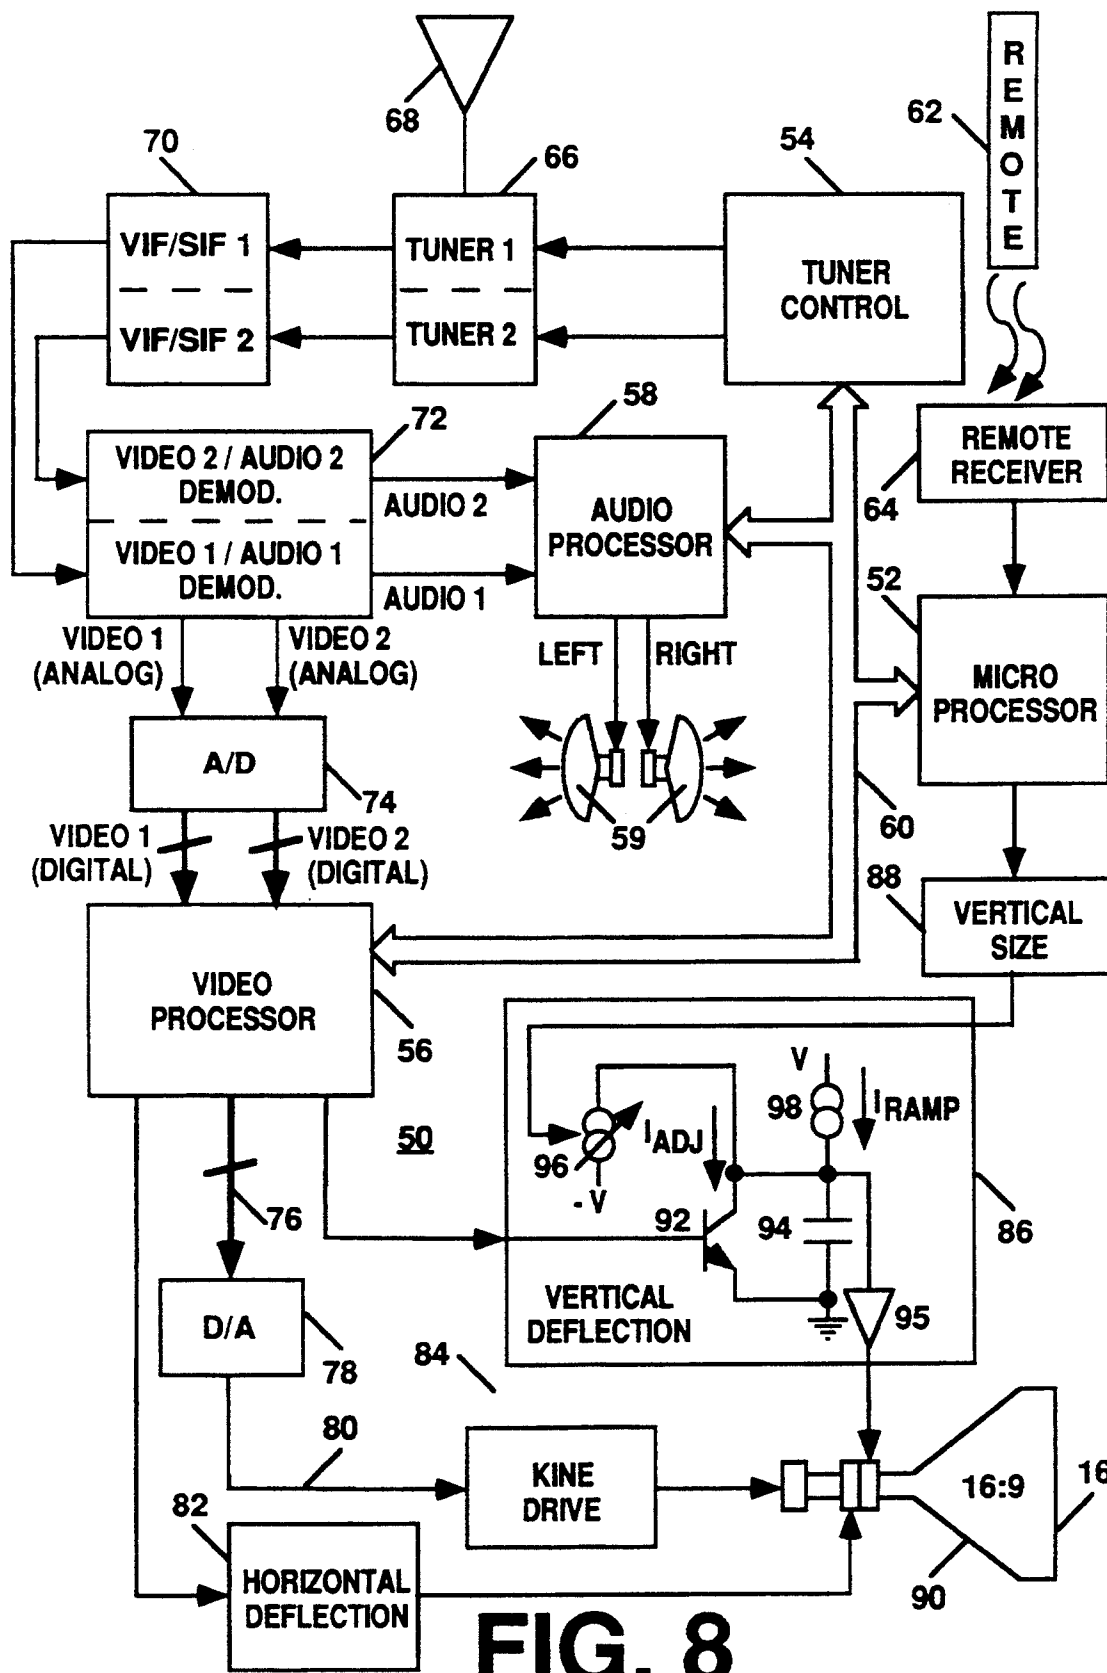 68
62
REMOTE
70
66
54
VIF/SIF 1
TUNER 1
TUNER
CONTROL
VIF/SIF 2
TUNER 2
72
58
VIDEO 2 / AUDIO 2
DEMOD.
AUDIO 2
AUDIO
PROCESSOR
REMOTE
RECEIVER
64
VIDEO 1 / AUDIO 1
DEMOD.
AUDIO 1
52
VIDEO 1
(ANALOG)
VIDEO 2
(ANALOG)
LEFT
RIGHT
MICRO
PROCESSOR
A/D
74
59
60
VIDEO 1
(DIGITAL)
VIDEO 2
(DIGITAL)
88
VERTICAL
SIZE
VIDEO
PROCESSOR
56
50
V
98
IRAMP
IADJ
96
- V
76
92
94
86
VERTICAL
DEFLECTION
95
D/A
78
84
80
KINE
DRIVE
16:9
16
82
90
HORIZONTAL
DEFLECTION
FIG. 8